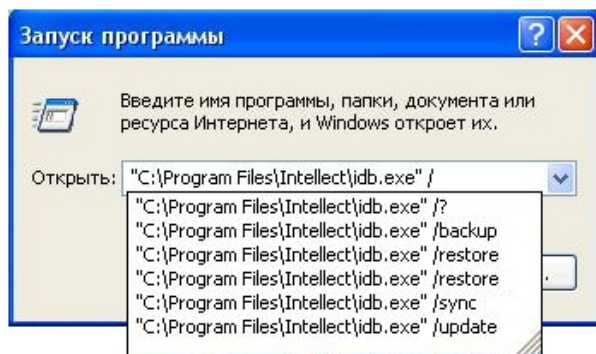 Запуск программы
Введите имя программы, папки, документа или
ресурса Интернета, и Windows откроет их.
Открыть: "C:\Program Files\Intellect\idb.exe" /
"C:\Program Files\Intellect\idb.exe" /?
"C:\Program Files\Intellect\idb.exe" /backup
"C:\Program Files\Intellect\idb.exe" /restore
"C:\Program Files\Intellect\idb.exe" /restore
"C:\Program Files\Intellect\idb.exe" /sync
"C:\Program Files\Intellect\idb.exe" /update